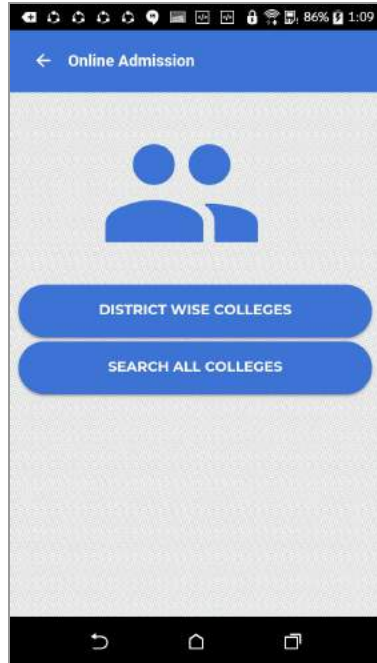 86% 1:09
Online Admission
DISTRICT WISE COLLEGES
SEARCH ALL COLLEGES